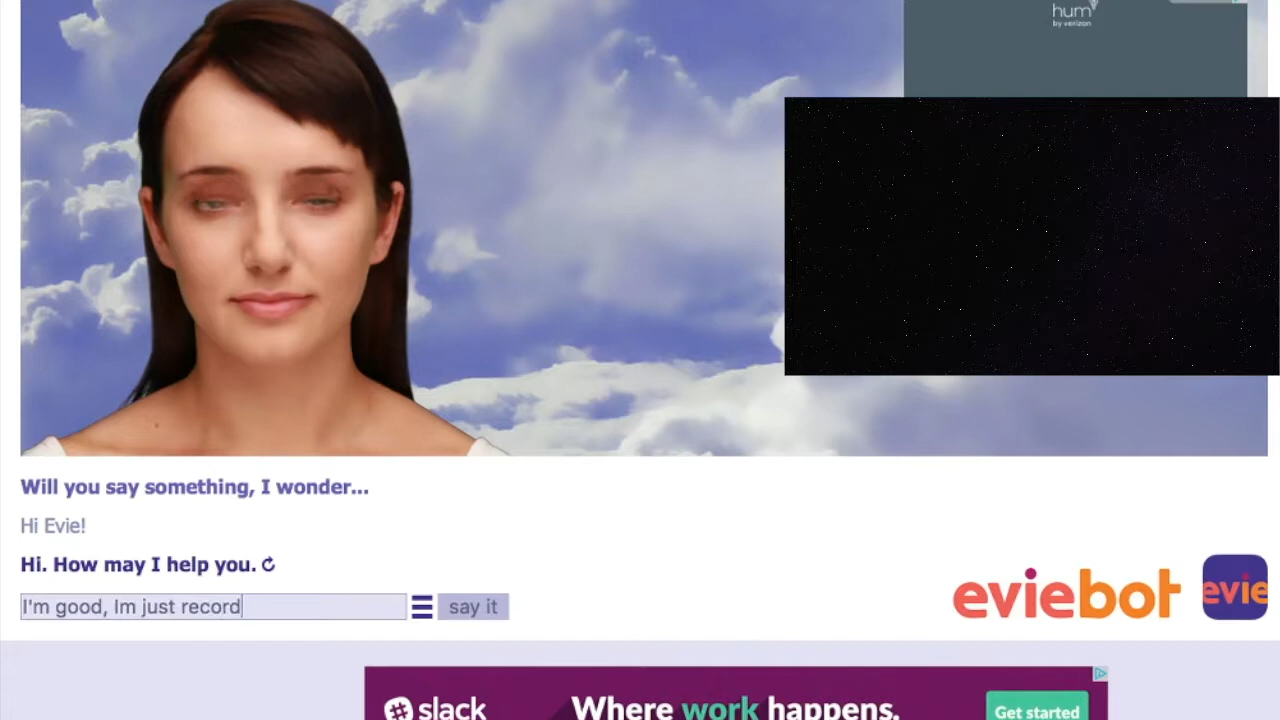 hum
by verizon
Will you say something, I wonder...
Hi Evie!
Hi. How may I help you.
I'm good, Im just record
say it
eviebot
evie
slack
Where work happens.
Get started